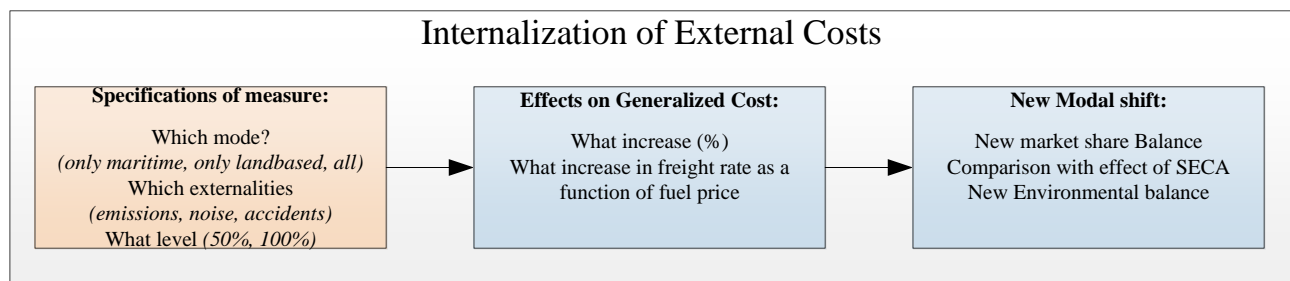 Internalization of External Costs
Specifications of measure:
Which mode?
(only maritime, only landbased, all)
Which externalities
(emissions, noise, accidents)
What level (50%, 100%)
Effects on Generalized Cost:
What increase (%)
What increase in freight rate as a
function of fuel price
New Modal shift:
New market share Balance
Comparison with effect of SECA
New Environmental balance